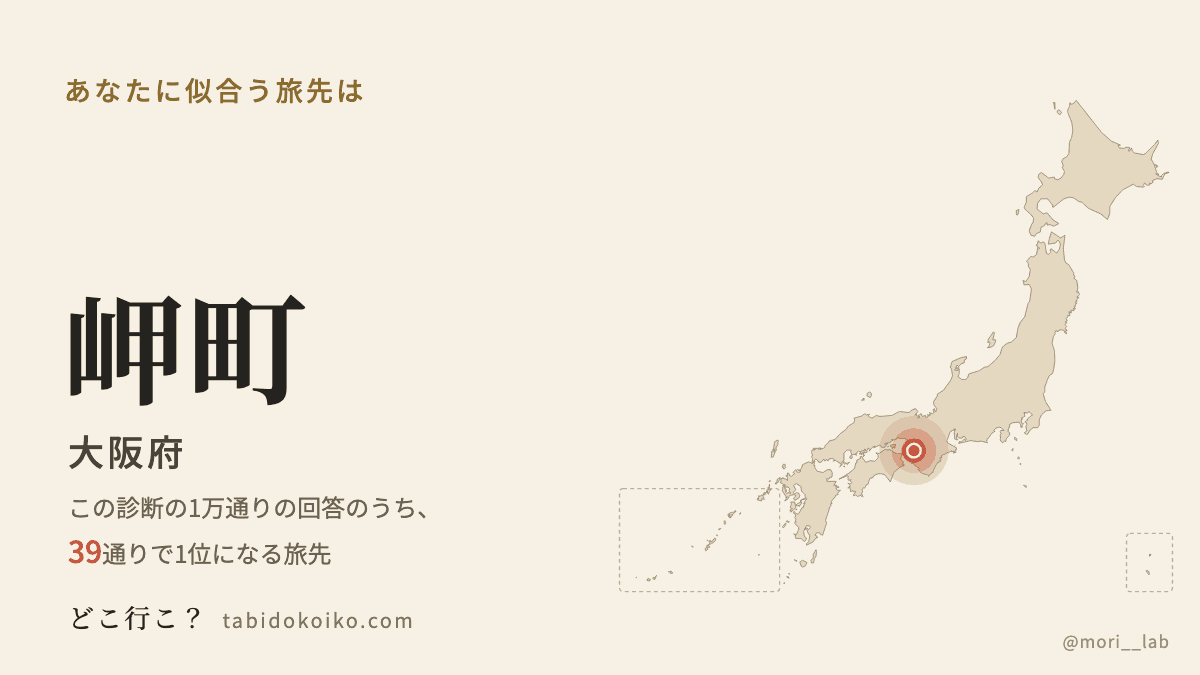 あなたに似合う旅先は
岬町
大阪府
この診断の1万通りの回答のうち、
39通りで1位になる旅先
どこ行こ？ tabidokoiko.com
@mori__lab